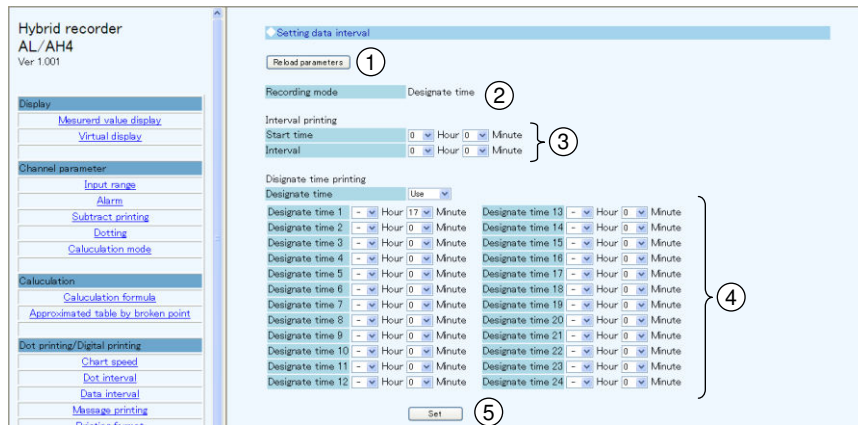 Hybrid recorder
AL/AH4
Ver 1.001
Display
Mesurerd value display
Virtual display
Channel parameter
Input range
Alarm
Subtract printing
Dotting
Caluculation mode
Caluculation
Caluculation formula
Approximated table by broken point
Dot printing/Digital printing
Chart speed
Dot interval
Data interval
Massage printing
Printing format
Setting data interval
Reload parameters ①
Recording mode Designate time ②
Interval printing
Start time 0 Hour 0 Minute
Interval 0 Hour 0 Minute
③
Disignate time printing
Designate time Use
Designate time 1 - Hour 17 Minute Designate time 13 - Hour 0 Minute
Designate time 2 - Hour 0 Minute Designate time 14 - Hour 0 Minute
Designate time 3 - Hour 0 Minute Designate time 15 - Hour 0 Minute
Designate time 4 - Hour 0 Minute Designate time 16 - Hour 0 Minute
Designate time 5 - Hour 0 Minute Designate time 17 - Hour 0 Minute
Designate time 6 - Hour 0 Minute Designate time 18 - Hour 0 Minute
Designate time 7 - Hour 0 Minute Designate time 19 - Hour 0 Minute
Designate time 8 - Hour 0 Minute Designate time 20 - Hour 0 Minute
Designate time 9 - Hour 0 Minute Designate time 21 - Hour 0 Minute
Designate time 10 - Hour 0 Minute Designate time 22 - Hour 0 Minute
Designate time 11 - Hour 0 Minute Designate time 23 - Hour 0 Minute
Designate time 12 - Hour 0 Minute Designate time 24 - Hour 0 Minute
④
Set ⑤